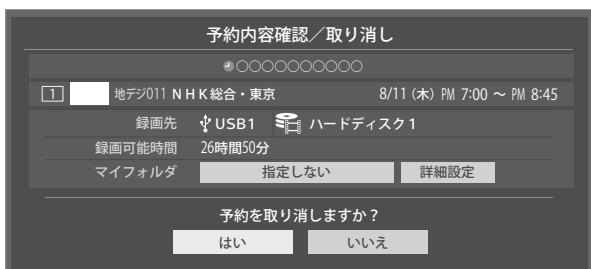 予約内容確認／取り消し
○○○○○○○○○○
1 地デジ011 NHK総合・東京 8/11 (木) PM 7:00 ～ PM 8:45
録画先 USB1 ハードディスク1
録画可能時間 26時間50分
マイフォルダ 指定しない 詳細設定
予約を取り消しますか？
はい いいえ